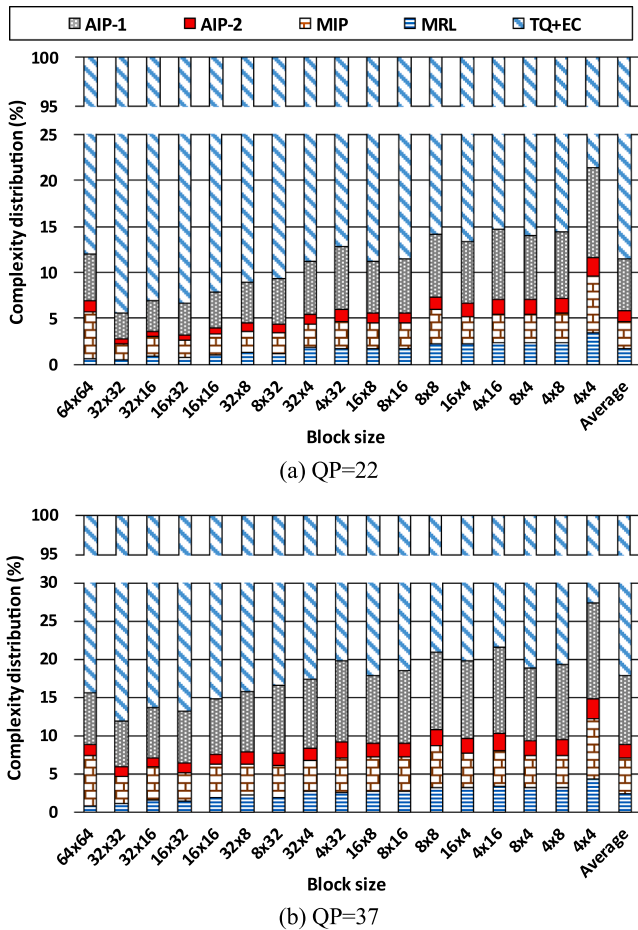 AIP-1 AIP-2 MIP MRL TQ+EC
Complexity distribution (%)
100
95
25
20
15
10
5
0
64x64 32x32 32x16 16x32 16x16 32x8 8x32 32x4 4x32 16x8 8x16 8x8 16x4 4x16 8x4 4x8 4x4 Average
Block size
(a) QP=22
Complexity distribution (%)
100
95
30
25
20
15
10
5
0
64x64 32x32 32x16 16x32 16x16 32x8 8x32 32x4 4x32 16x8 8x16 8x8 16x4 4x16 8x4 4x8 4x4 Average
Block size
(b) QP=37